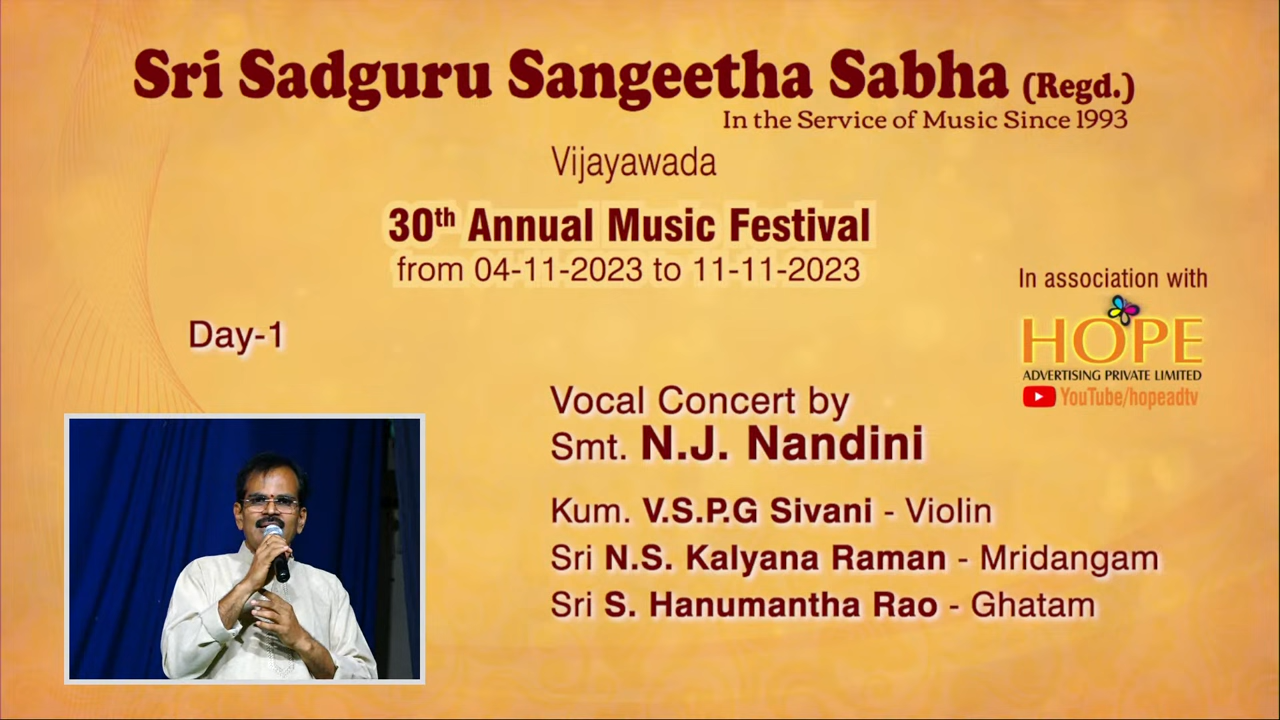 Sri Sadguru Sangeetha Sabha (Regd.)
In the Service of Music Since 1993
Vijayawada
30th Annual Music Festival
from 04-11-2023 to 11-11-2023
In association with
HOPE
ADVERTISING PRIVATE LIMITED
YouTube/hopeadtv
Day-1
Vocal Concert by
Smt. N.J. Nandini
Kum. V.S.P.G Sivani - Violin
Sri N.S. Kalyana Raman - Mridangam
Sri S. Hanumantha Rao - Ghatam